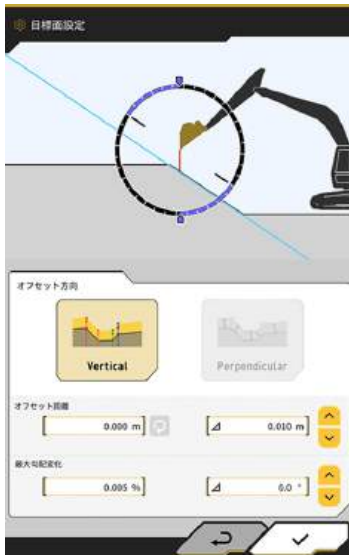 目標面設定
オフセット方向
Vertical
Perpendicular
オフセット距離
0.000 m
0.010 m
最大勾配変化
0.005 %
0.0 °